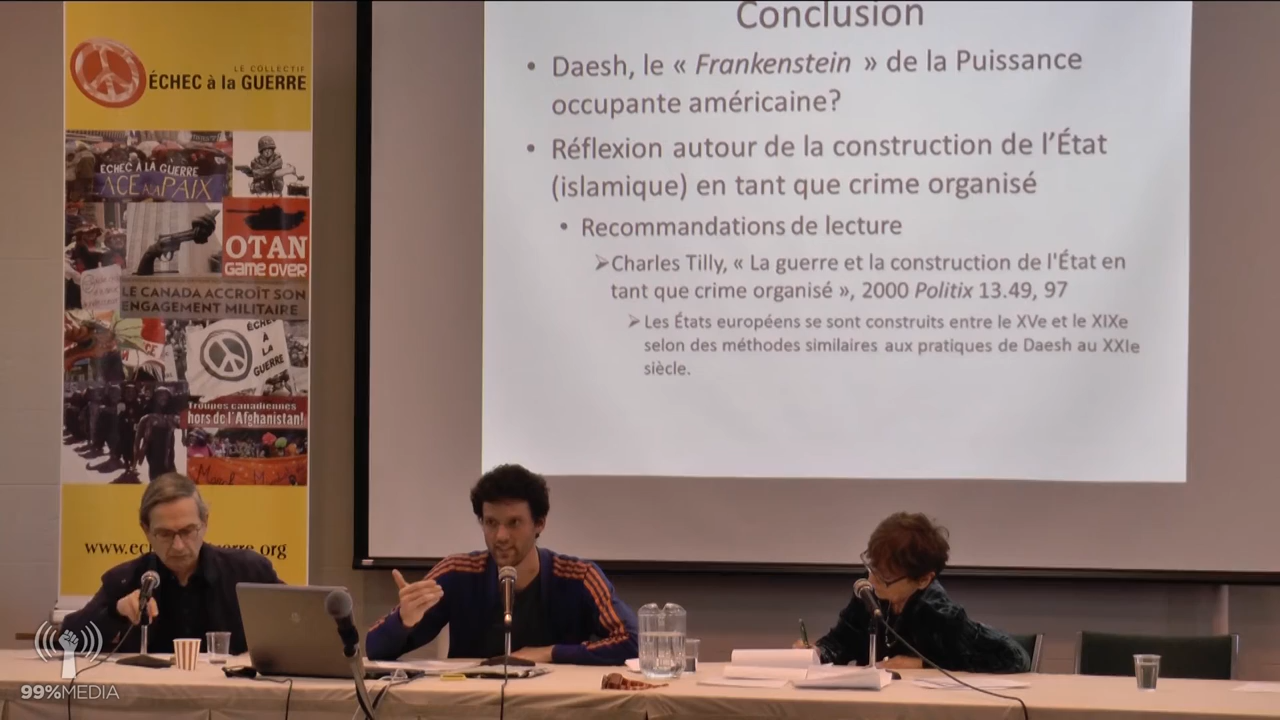 Conclusion
• Daesh, le « Frankenstein » de la Puissance
occupante américaine?
• Réflexion autour de la construction de l'État
(islamique) en tant que crime organisé
• Recommandations de lecture
➢Charles Tilly, « La guerre et la construction de l'État en
tant que crime organisé », 2000 Politix 13.49, 97
➢Les États européens se sont construits entre le XVe et le XIXe
selon des méthodes similaires aux pratiques de Daesh au XXIe
siècle.
LE COLLECTIF
ÉCHEC à la GUERRE
ÉCHEC À LA GUERRE
PAIX
OTAN
GAME OVER
LE CANADA ACCROÎT SON
ENGAGEMENT MILITAIRE
ÉCHEC
À
LA
GUERRE
Troupes canadiennes
hors de l'Afghanistan!
www.ec
.org
99%MEDIA